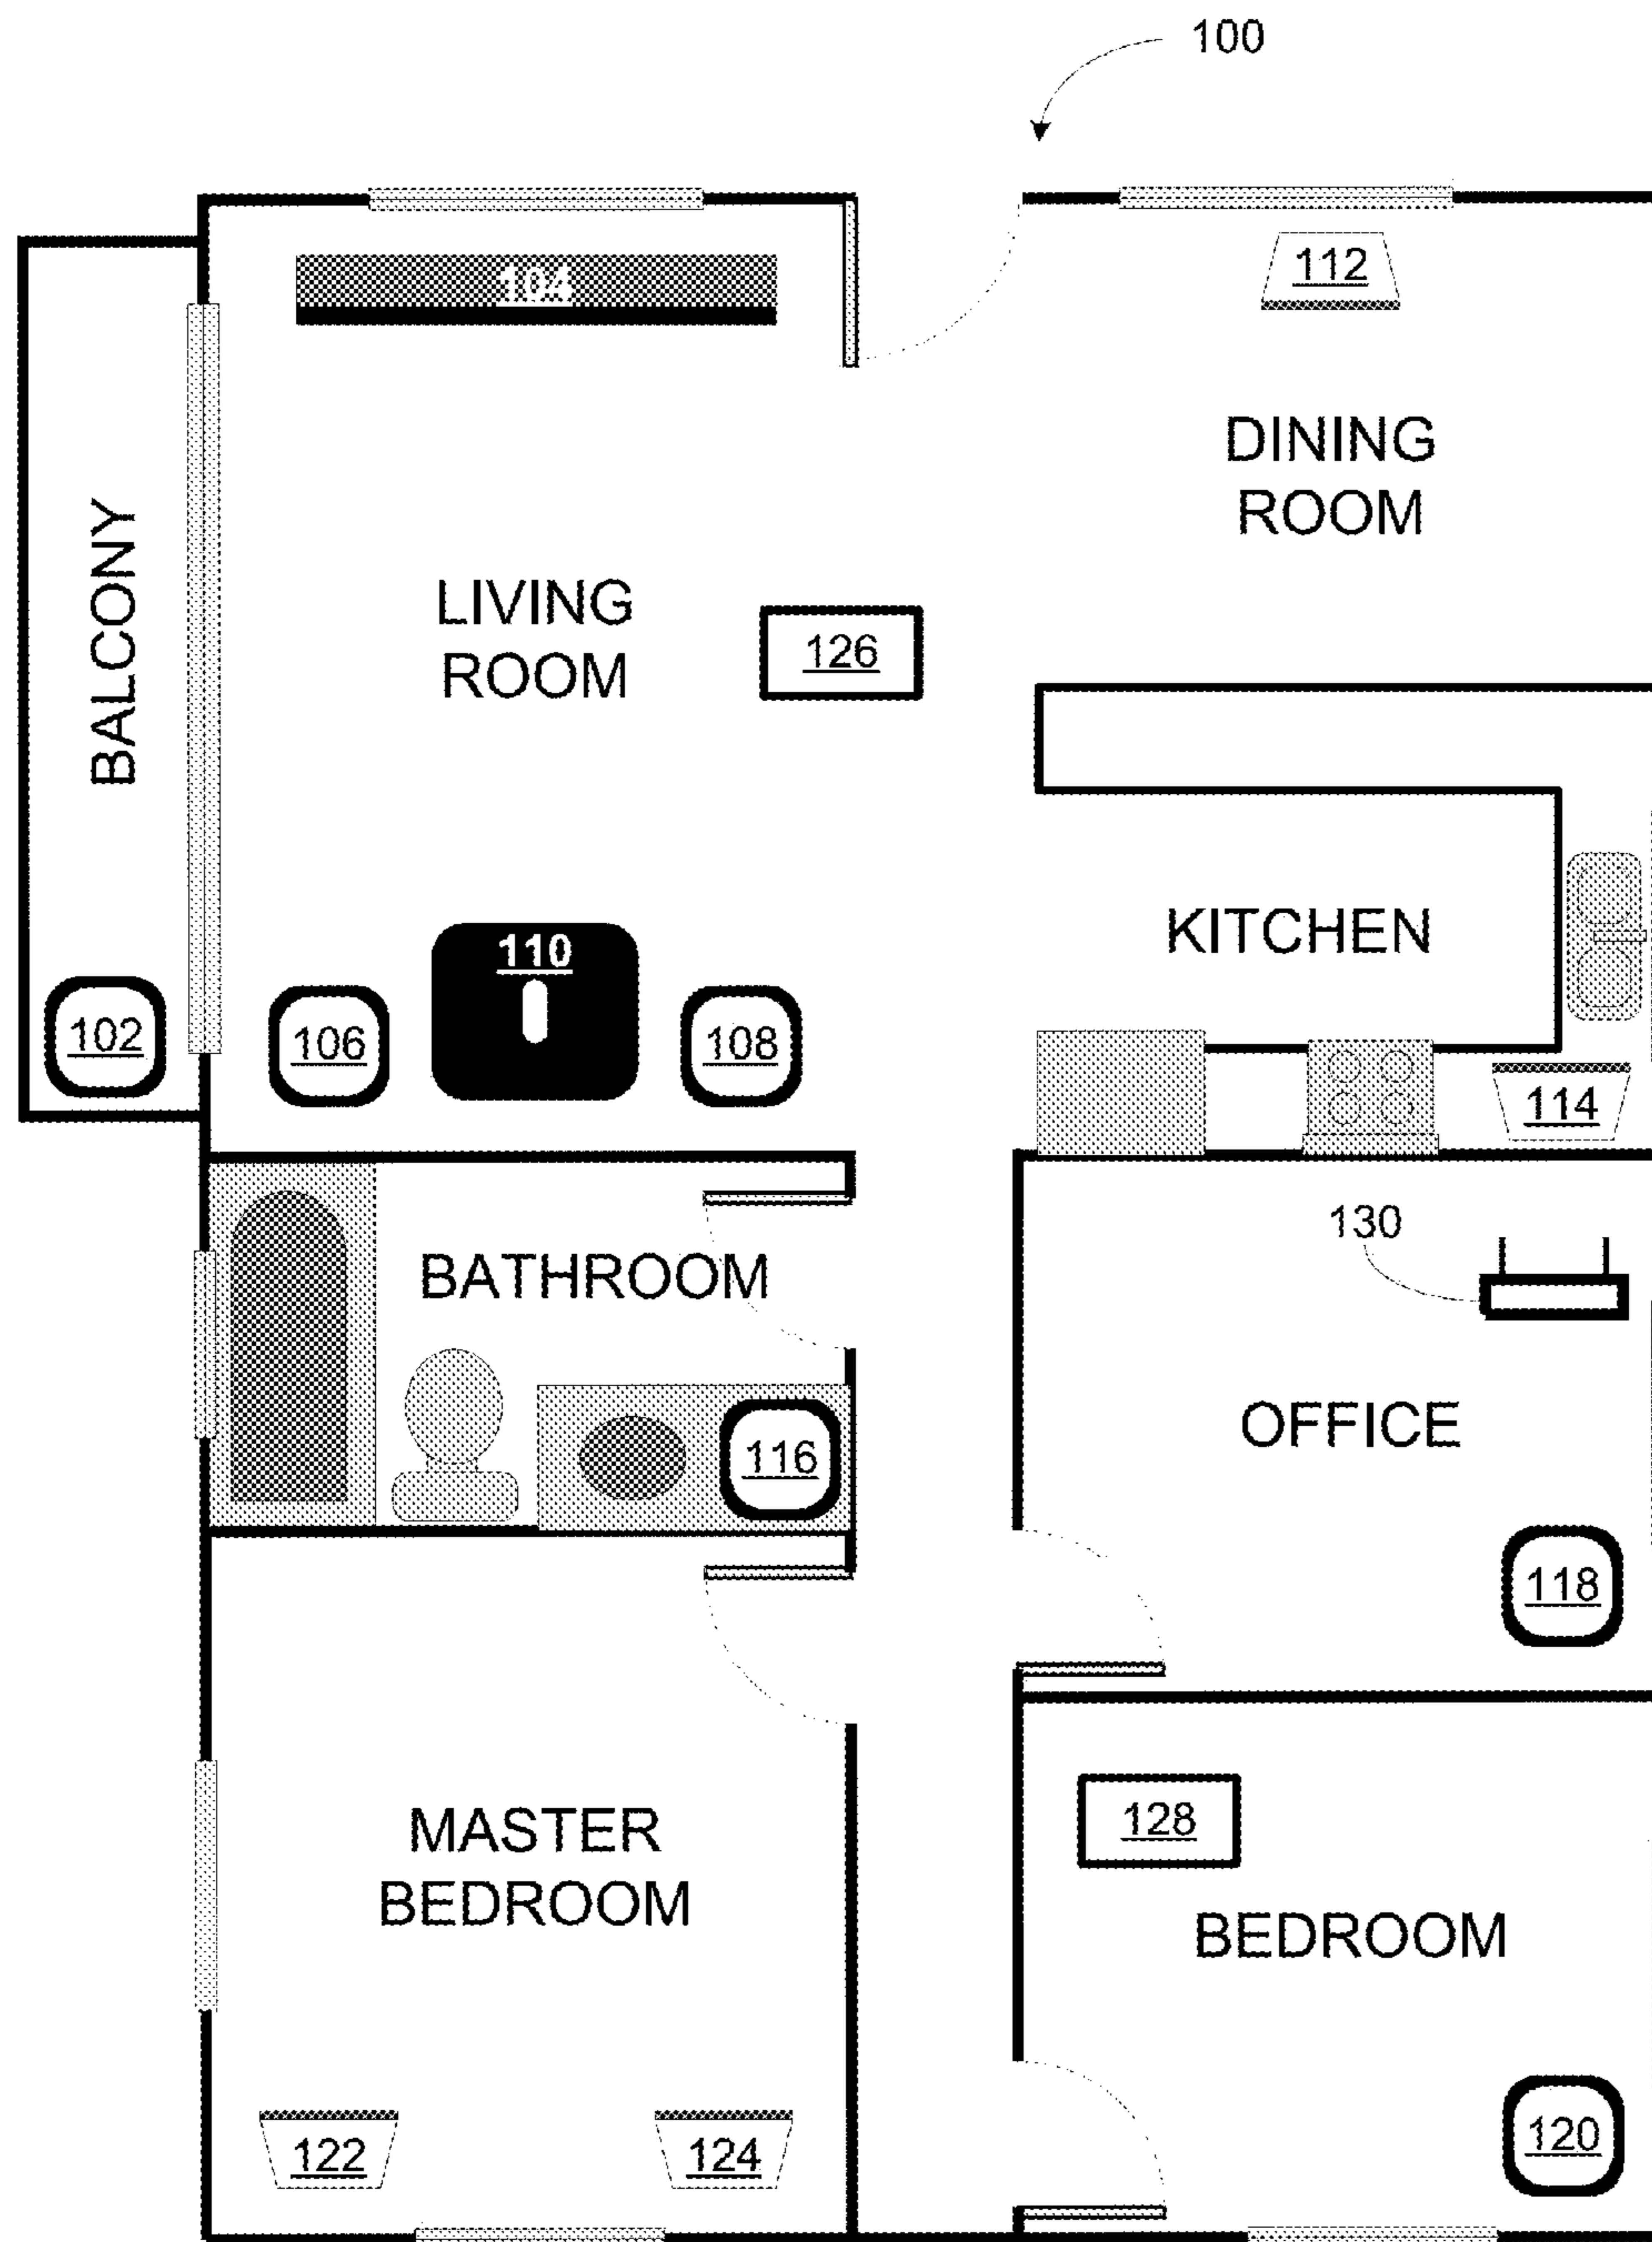 100
104
112
DINING
ROOM
BALCONY
LIVING
ROOM
126
KITCHEN
110
102
106
108
114
130
BATHROOM
OFFICE
116
118
128
MASTER
BEDROOM
BEDROOM
122
124
120